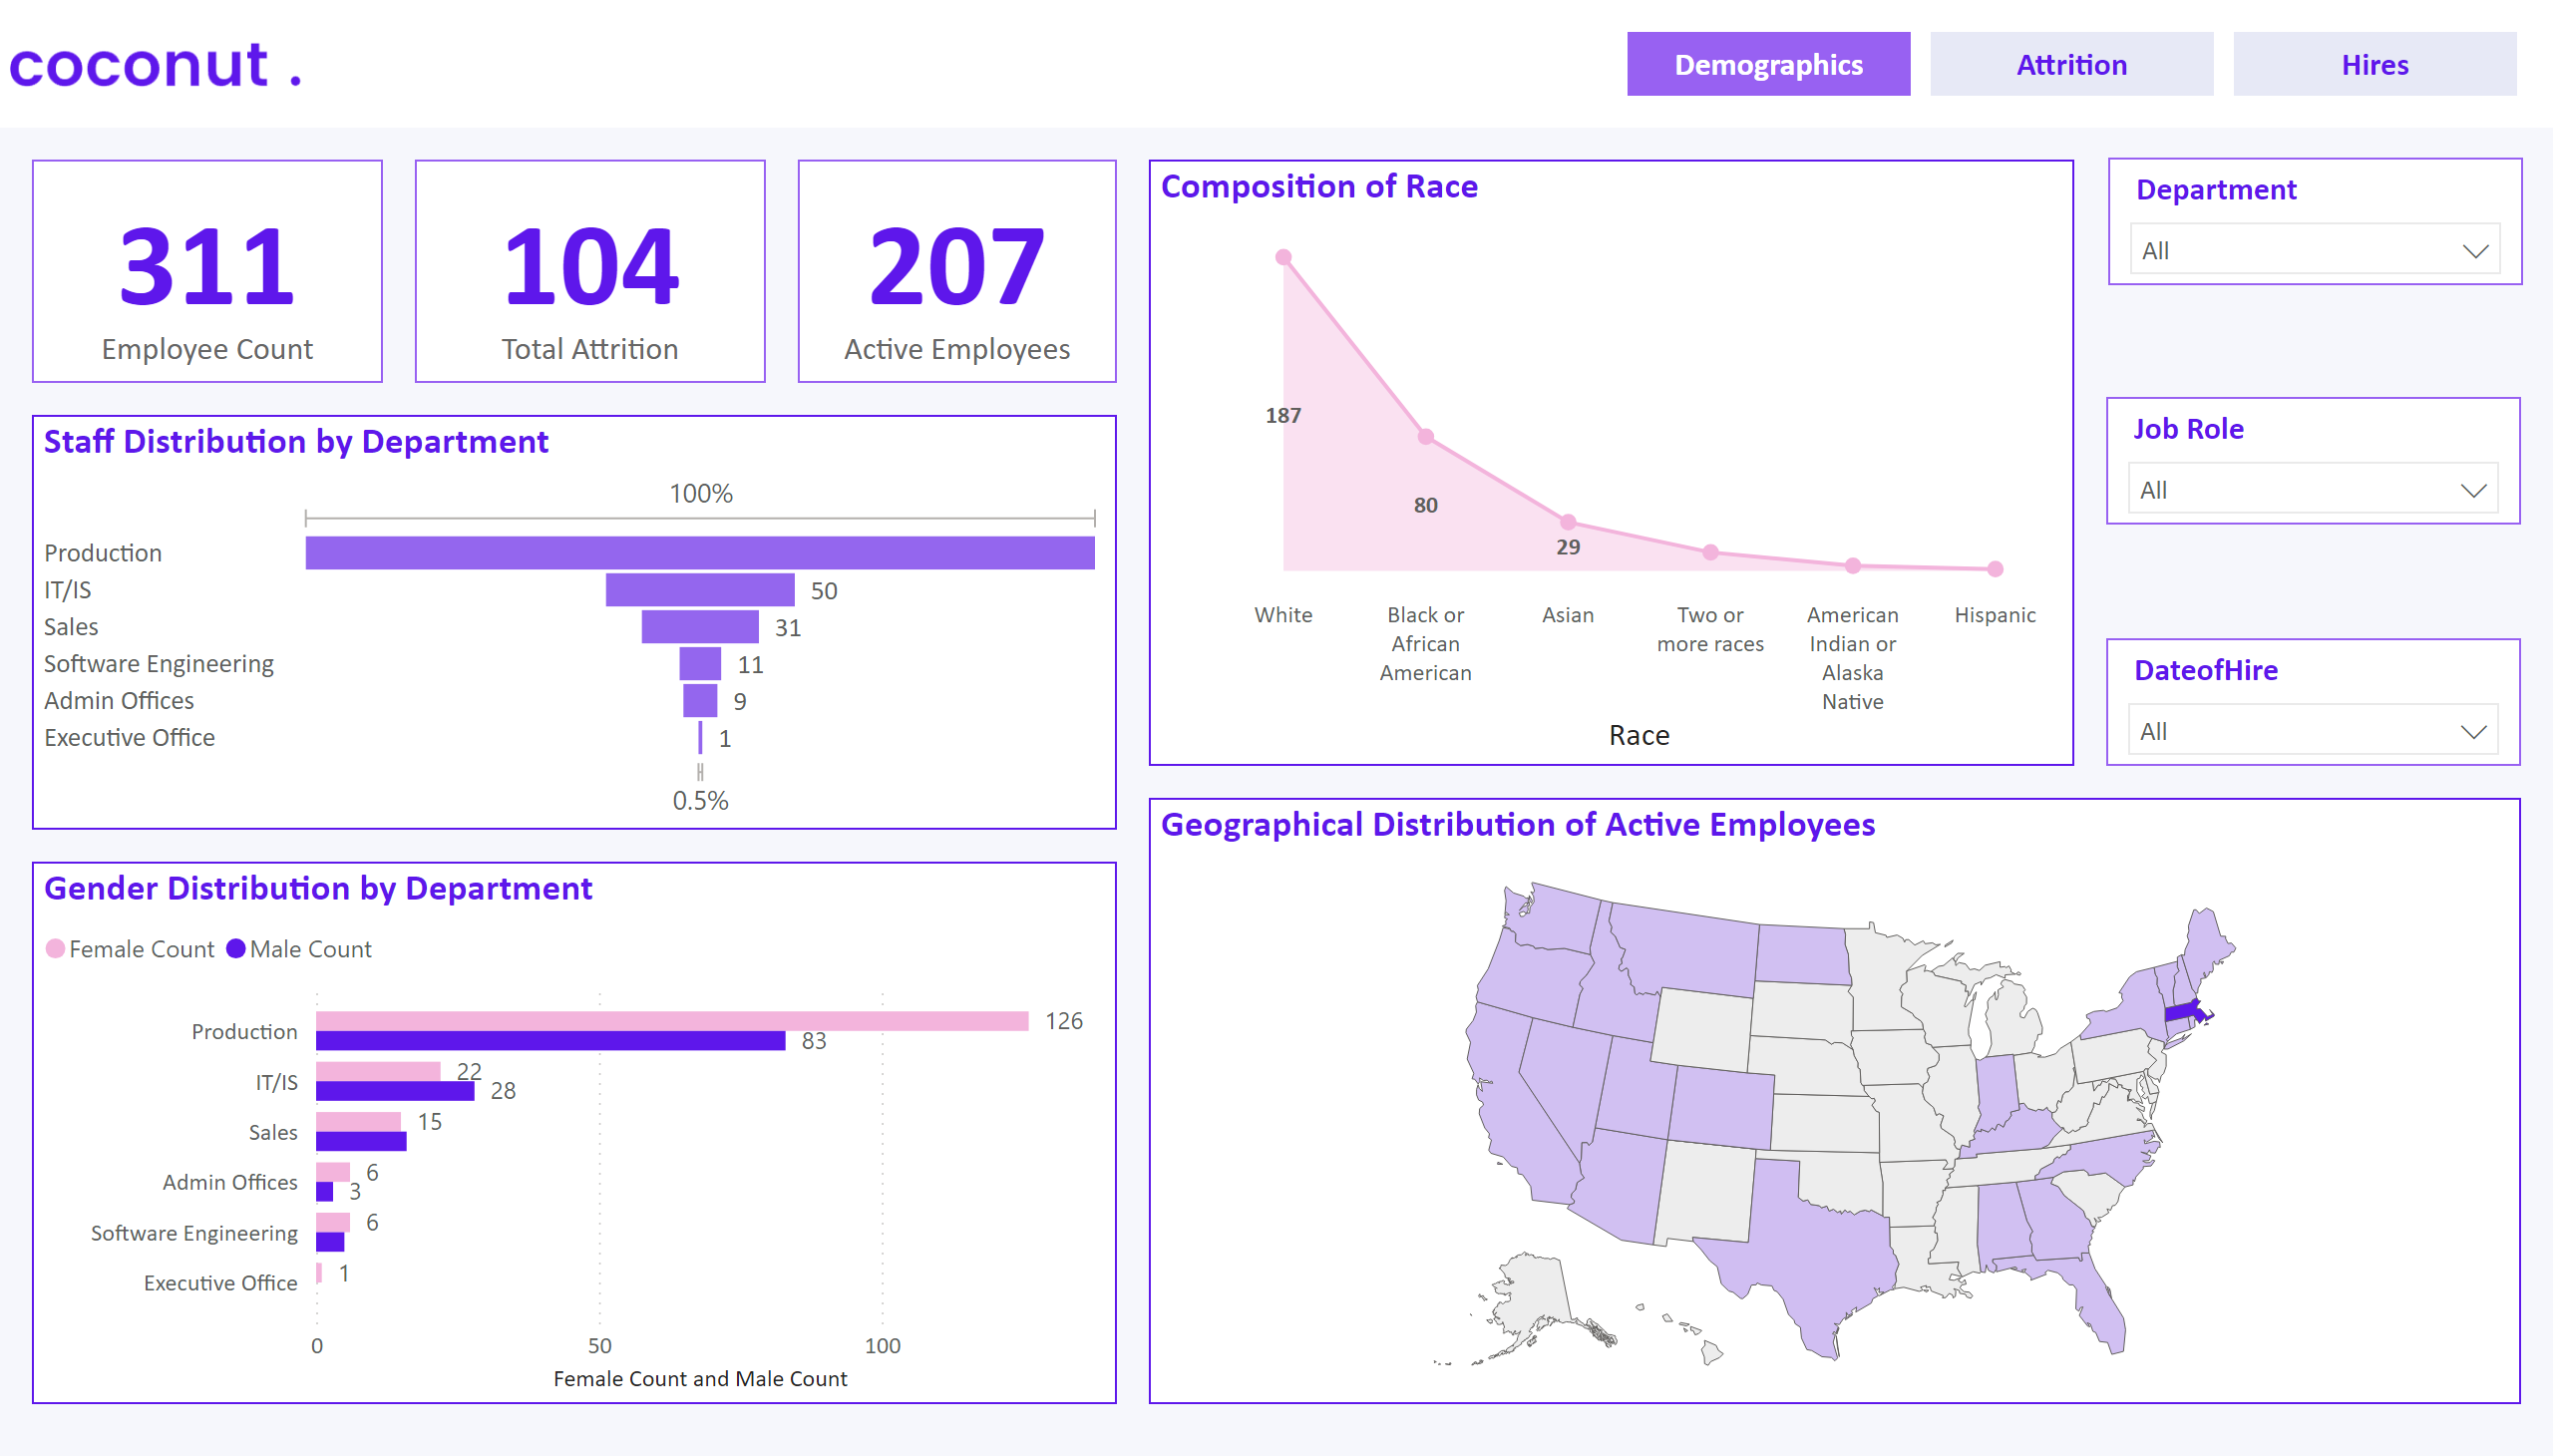 coconut .
Demographics
Attrition
Hires
311
Employee Count
104
Total Attrition
207
Active Employees
Staff Distribution by Department
100%
Production
IT/IS
50
Sales
31
Software Engineering
11
Admin Offices
9
Executive Office
1
0.5%
Gender Distribution by Department
Female Count
Male Count
Production
126
83
IT/IS
22
28
Sales
15
Admin Offices
6
3
Software Engineering
6
Executive Office
1
0
50
100
Female Count and Male Count
Composition of Race
187
80
29
White
Black or
African
American
Asian
Two or
more races
American
Indian or
Alaska
Native
Hispanic
Race
Department
All
Job Role
All
DateofHire
All
Geographical Distribution of Active Employees